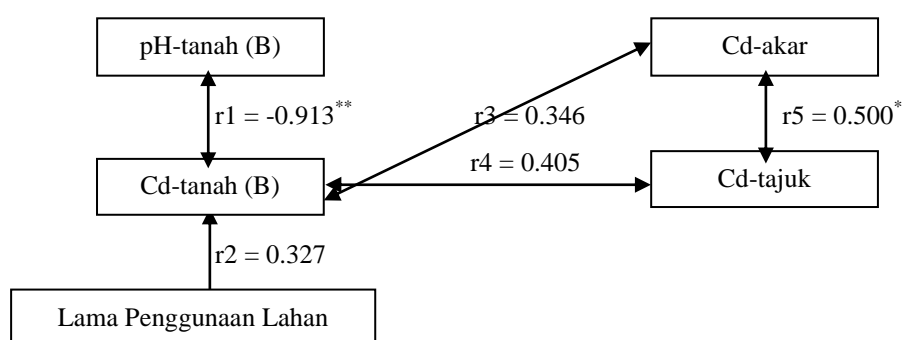 pH-tanah (B)
Cd-akar
r1 = -0.913**
r3 = 0.346
r5 = 0.500*
r4 = 0.405
Cd-tanah (B)
Cd-tajuk
r2 = 0.327
Lama Penggunaan Lahan